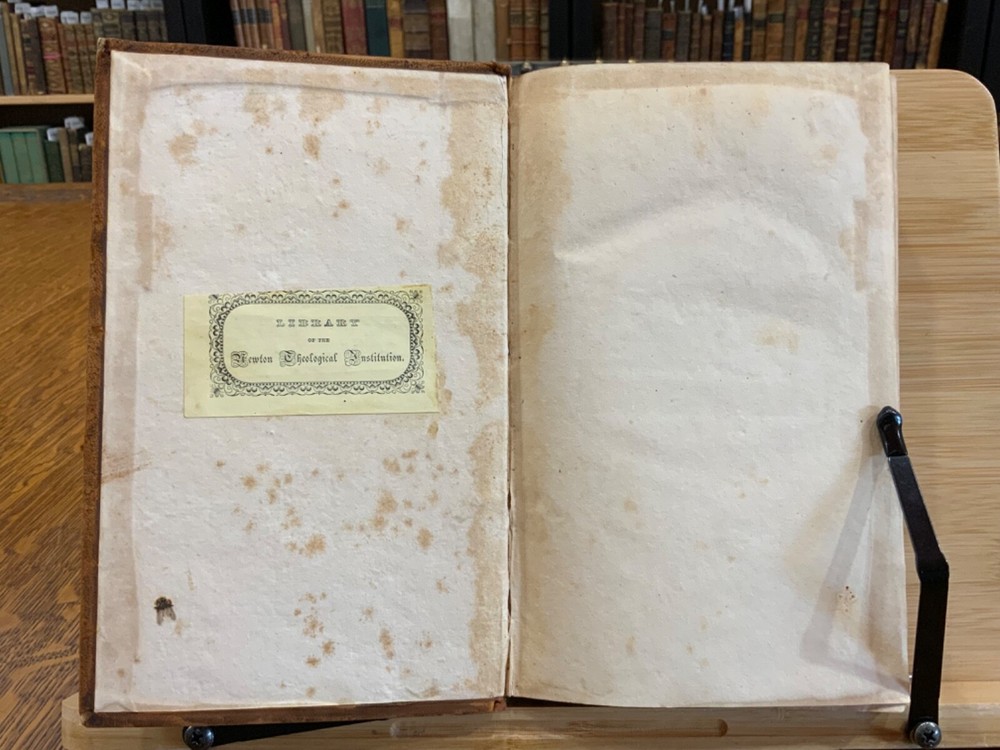 LIBRARY
OF THE
Newton Theological Institution.